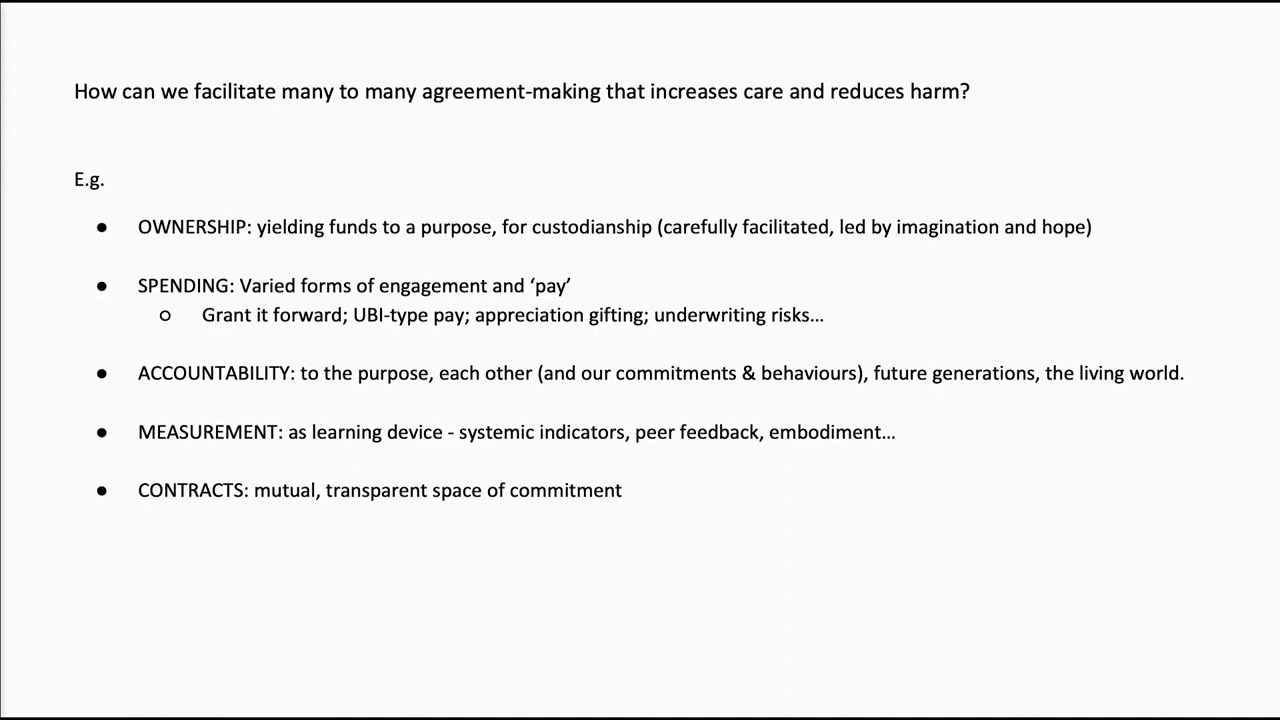 How can we facilitate many to many agreement-making that increases care and reduces harm?
E.g.
● OWNERSHIP: yielding funds to a purpose, for custodianship (carefully facilitated, led by imagination and hope)
● SPENDING: Varied forms of engagement and ‘pay’
○ Grant it forward; UBI-type pay; appreciation gifting; underwriting risks...
● ACCOUNTABILITY: to the purpose, each other (and our commitments & behaviours), future generations, the living world.
● MEASUREMENT: as learning device - systemic indicators, peer feedback, embodiment...
● CONTRACTS: mutual, transparent space of commitment